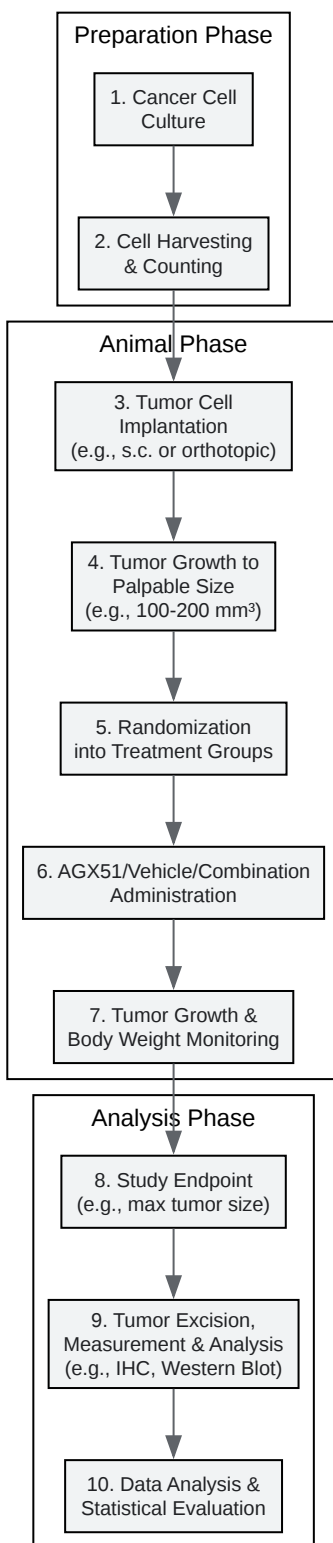 Preparation Phase
1. Cancer Cell
Culture
2. Cell Harvesting
& Counting
Animal Phase
3. Tumor Cell
Implantation
(e.g., s.c. or orthotopic)
4. Tumor Growth to
Palpable Size
(e.g., 100-200 mm³)
5. Randomization
into Treatment Groups
6. AGX51/Vehicle/Combination
Administration
7. Tumor Growth &
Body Weight Monitoring
Analysis Phase
8. Study Endpoint
(e.g., max tumor size)
9. Tumor Excision,
Measurement & Analysis
(e.g., IHC, Western Blot)
10. Data Analysis &
Statistical Evaluation